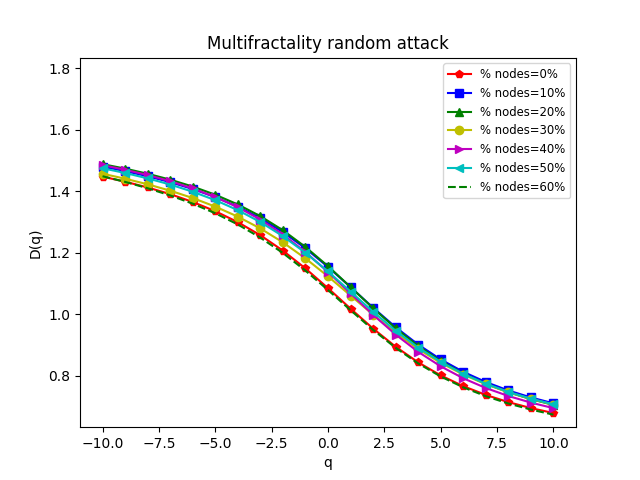 Multifractality random attack
D(q)
1.8
1.6
1.4
1.2
1.0
0.8
% nodes=0%
% nodes=10%
% nodes=20%
% nodes=30%
% nodes=40%
% nodes=50%
% nodes=60%
−10.0 −7.5 −5.0 −2.5 0.0 2.5 5.0 7.5 10.0
q